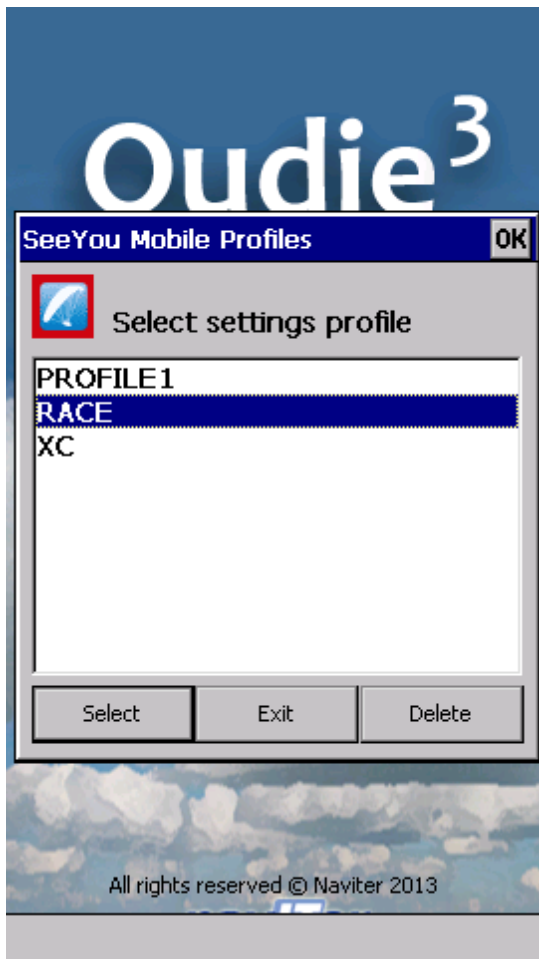 Oudie³
SeeYou Mobile Profiles OK
Select settings profile
PROFILE1
RACE
XC
Select Exit Delete
All rights reserved © Naviter 2013